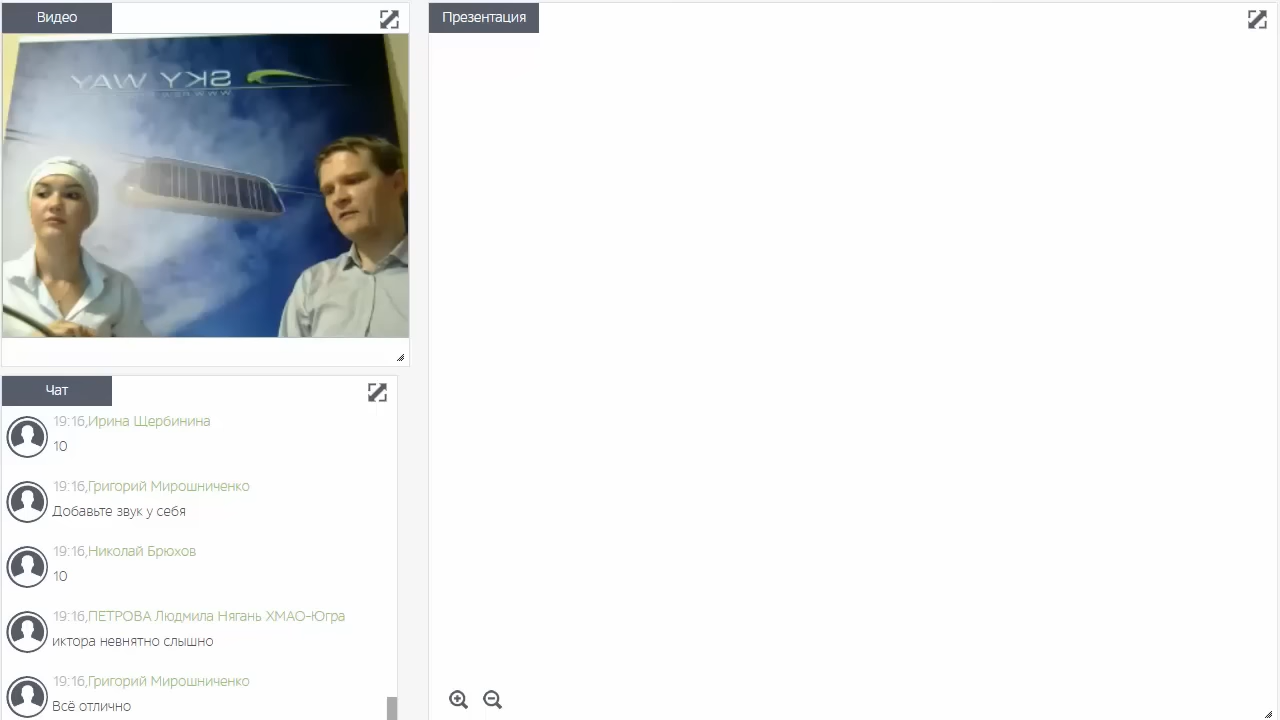 Видео
SKY WAY
Презентация
Чат
19:16,Ирина Щербинина
10
19:16,Григорий Мирошниченко
Добавьте звук у себя
19:16,Николай Брюхов
10
19:16,ПЕТРОВА Людмила Нягань ХМАО-Югра
иктора невнятно слышно
19:16,Григорий Мирошниченко
Всё отлично